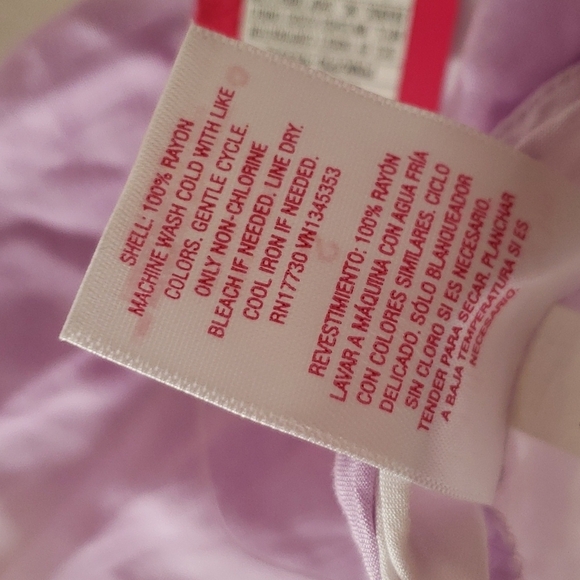 SHELL: 100% RAYON
MACHINE WASH COLD WITH LIKE
COLORS. GENTLE CYCLE.
ONLY NON-CHLORINE
BLEACH IF NEEDED. LINE DRY.
COOL IRON IF NEEDED.
RN17730 VN1345353
REVESTIMIENTO: 100% RAYÓN
LAVAR A MÁQUINA CON AGUA FRÍA
CON COLORES SIMILARES. CICLO
DELICADO. SÓLO BLANQUEADOR
SIN CLORO SI ES NECESARIO.
TENDER PARA SECAR. PLANCHAR
A BAJA TEMPERATURA SI ES
NECESARIO